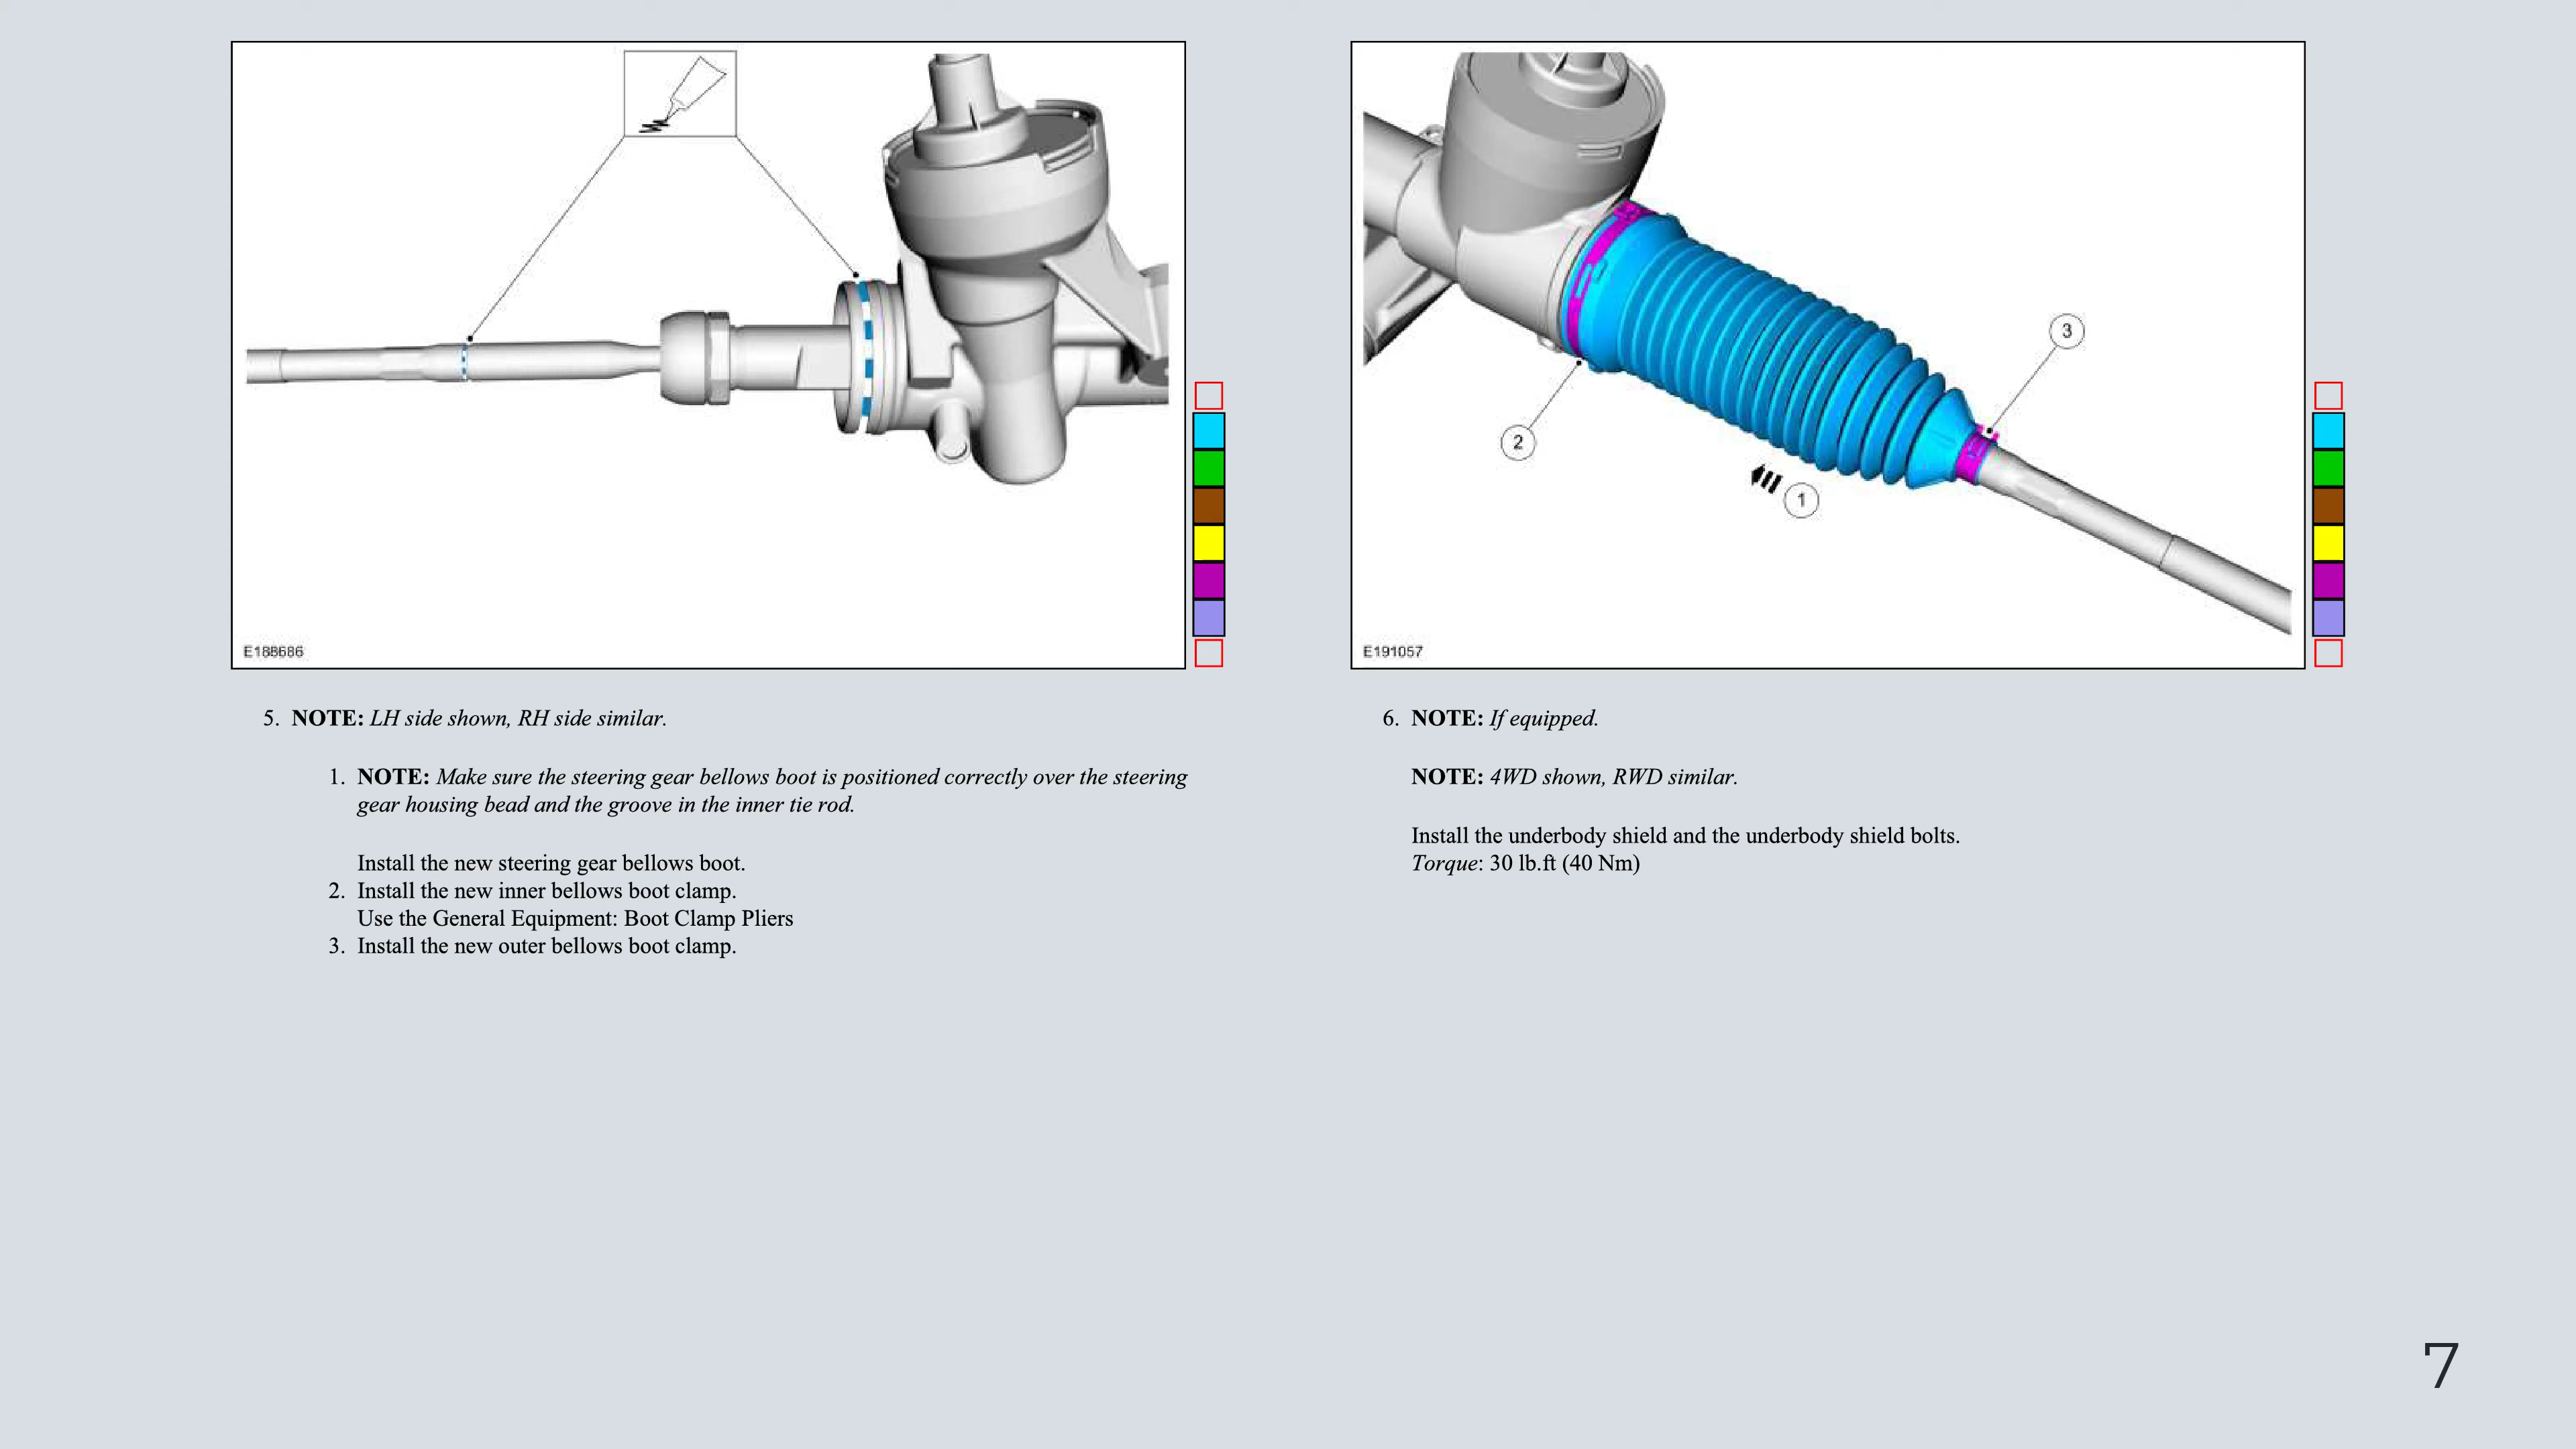 E188686
5. NOTE: LH side shown, RH side similar.
1. NOTE: Make sure the steering gear bellows boot is positioned correctly over the steering
gear housing bead and the groove in the inner tie rod.
Install the new steering gear bellows boot.
2. Install the new inner bellows boot clamp.
Use the General Equipment: Boot Clamp Pliers
3. Install the new outer bellows boot clamp.
3
2
1
E191057
6. NOTE: If equipped.
NOTE: 4WD shown, RWD similar.
Install the underbody shield and the underbody shield bolts.
Torque: 30 lb.ft (40 Nm)
7